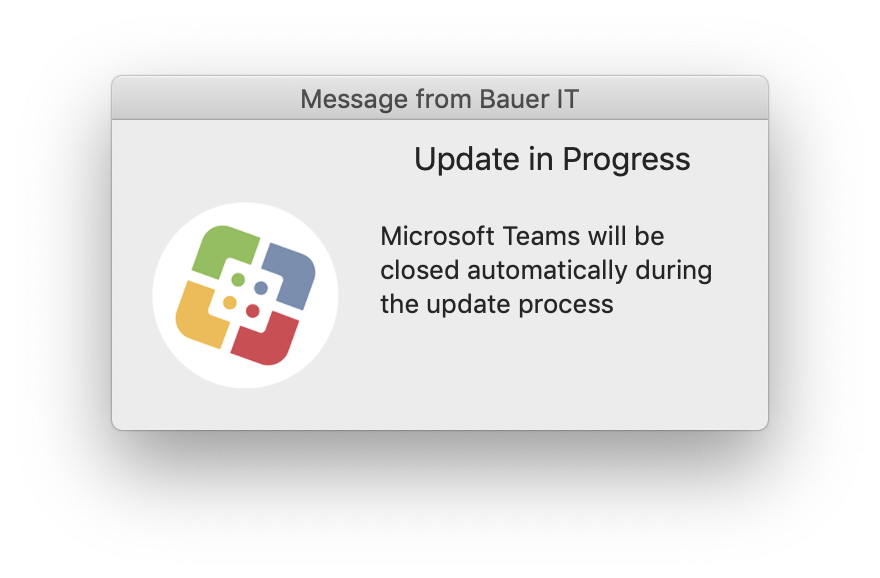 Message from Bauer IT
Update in Progress
Microsoft Teams will be
closed automatically during
the update process